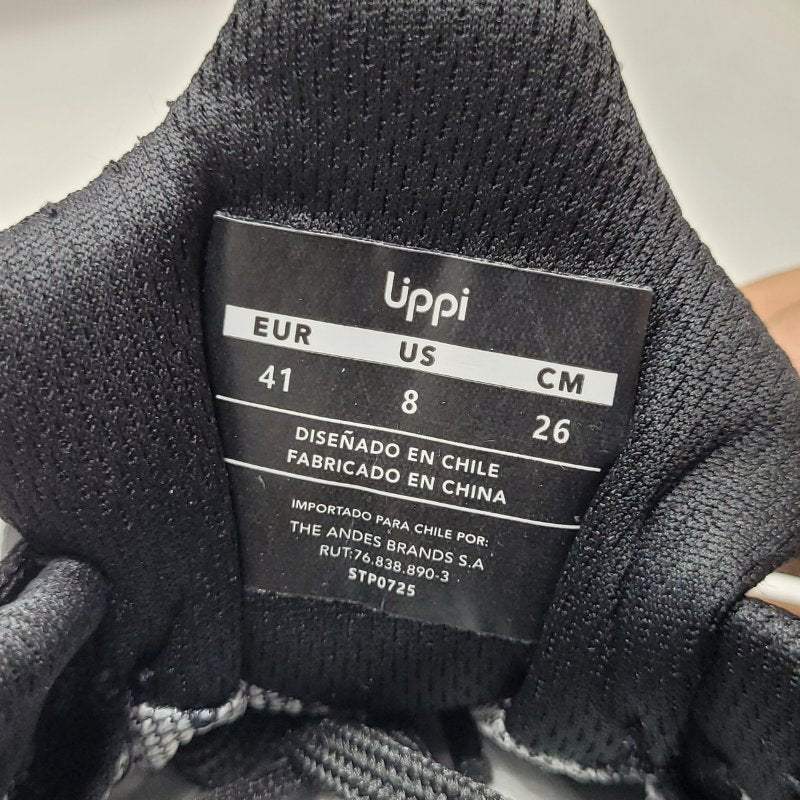 Lippi
EUR US CM
41 8 26
DISEÑADO EN CHILE
FABRICADO EN CHINA
IMPORTADO PARA CHILE POR:
THE ANDES BRANDS S.A
RUT:76.838.890-3
STP0725